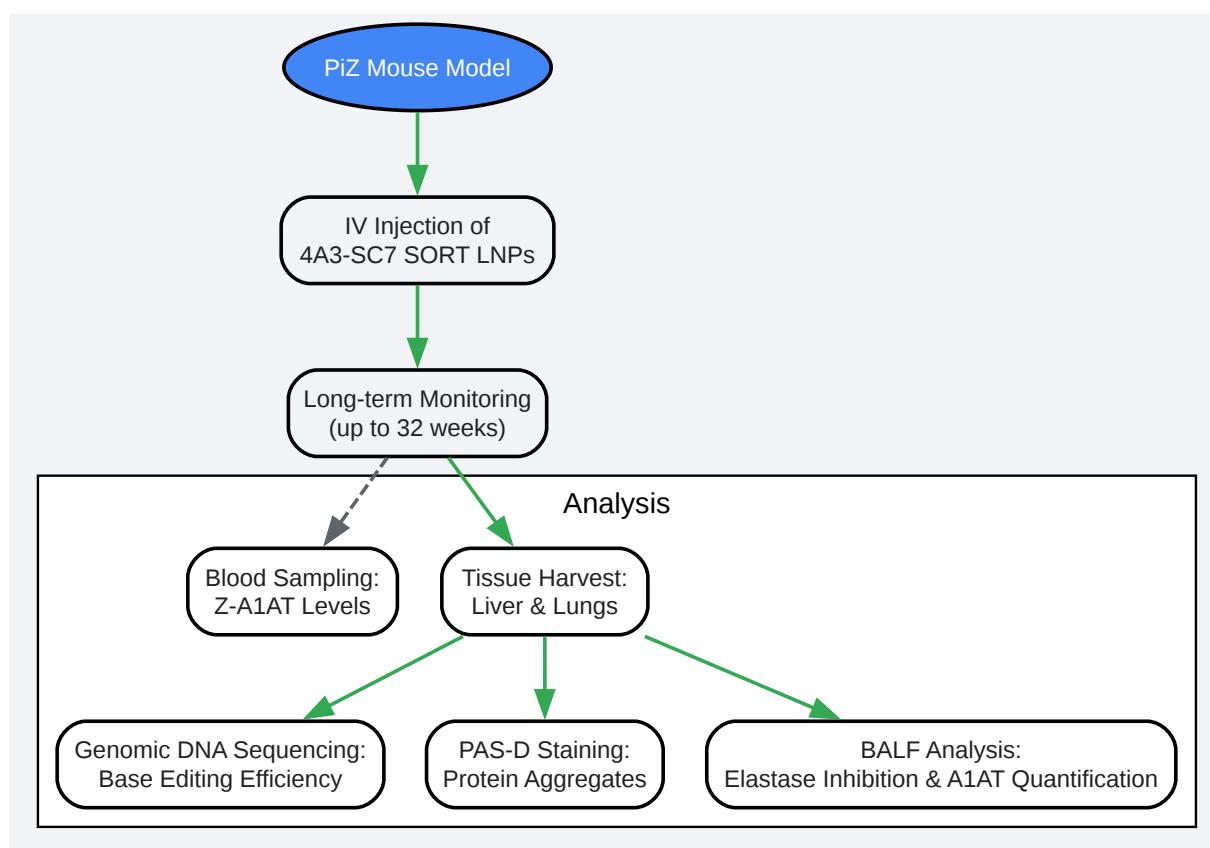 PiZ Mouse Model
IV Injection of
4A3-SC7 SORT LNPs
Long-term Monitoring
(up to 32 weeks)
Analysis
Blood Sampling:
Z-A1AT Levels
Tissue Harvest:
Liver & Lungs
Genomic DNA Sequencing:
Base Editing Efficiency
PAS-D Staining:
Protein Aggregates
BALF Analysis:
Elastase Inhibition & A1AT Quantification